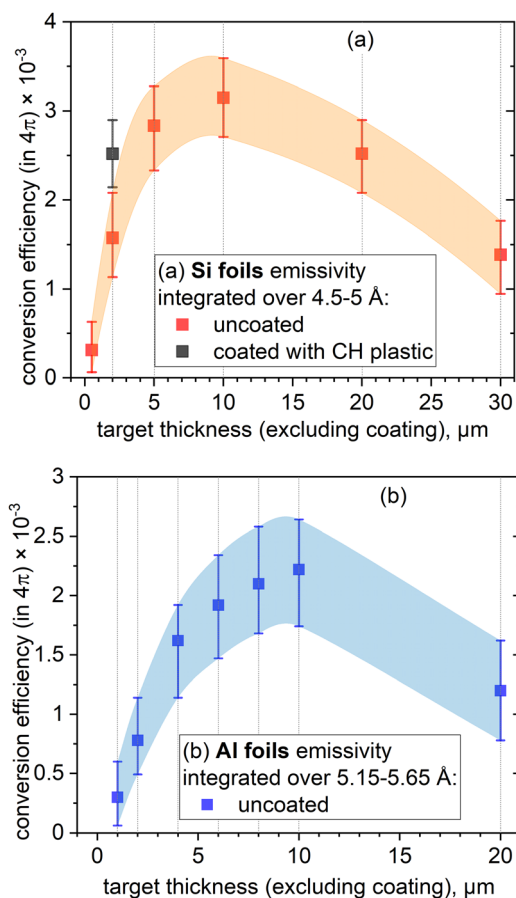 (a)
4
3
2
1
0
conversion efficiency (in 4π) × 10⁻³
(a) Si foils emissivity
integrated over 4.5-5 Å:
uncoated
coated with CH plastic
0 5 10 15 20 25 30
target thickness (excluding coating), μm
(b)
3
2.5
2
1.5
1
0.5
0
conversion efficiency (in 4π) × 10⁻³
(b) Al foils emissivity
integrated over 5.15-5.65 Å:
uncoated
0 5 10 15 20
target thickness (excluding coating), μm